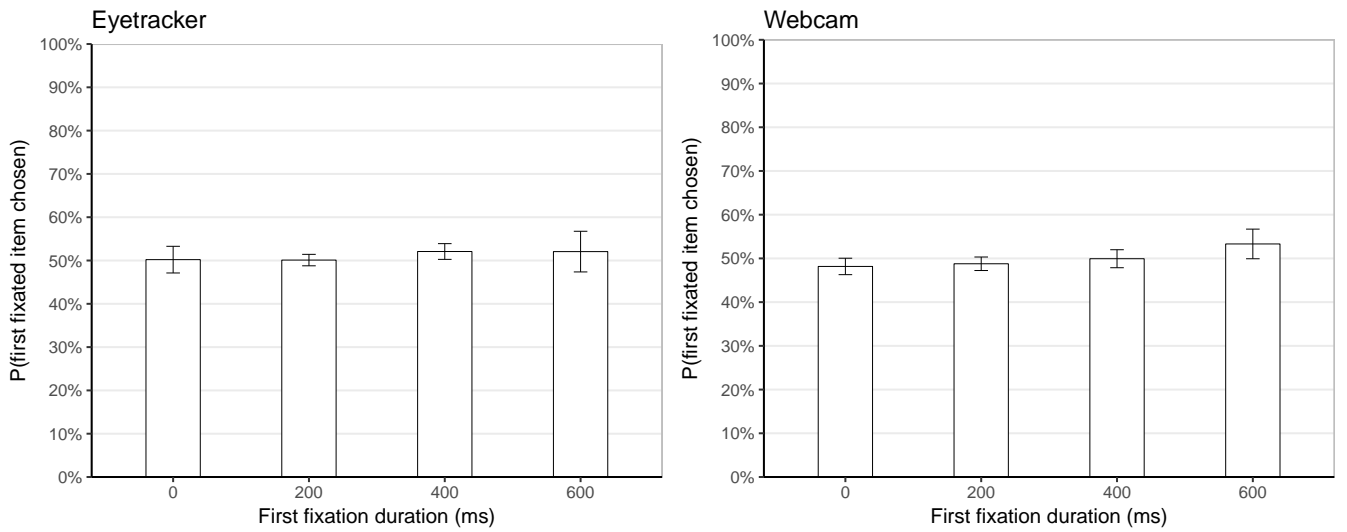 Eyetracker
100%
90%
80%
70%
60%
50%
40%
30%
20%
10%
0%
P(first fixated item chosen)
0 200 400 600
First fixation duration (ms)
Webcam
100%
90%
80%
70%
60%
50%
40%
30%
20%
10%
0%
P(first fixated item chosen)
0 200 400 600
First fixation duration (ms)